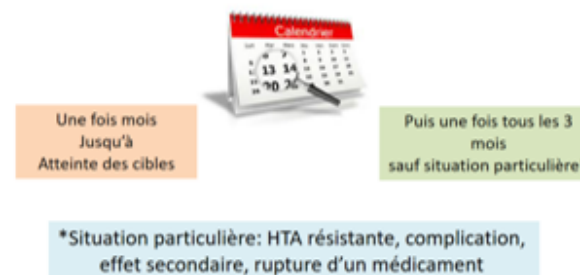 Calendrier
13 14
20
Une fois mois
Jusqu'à
Atteinte des cibles
Puis une fois tous les 3
mois
sauf situation particulière
*Situation particulière: HTA résistante, complication,
effet secondaire, rupture d'un médicament